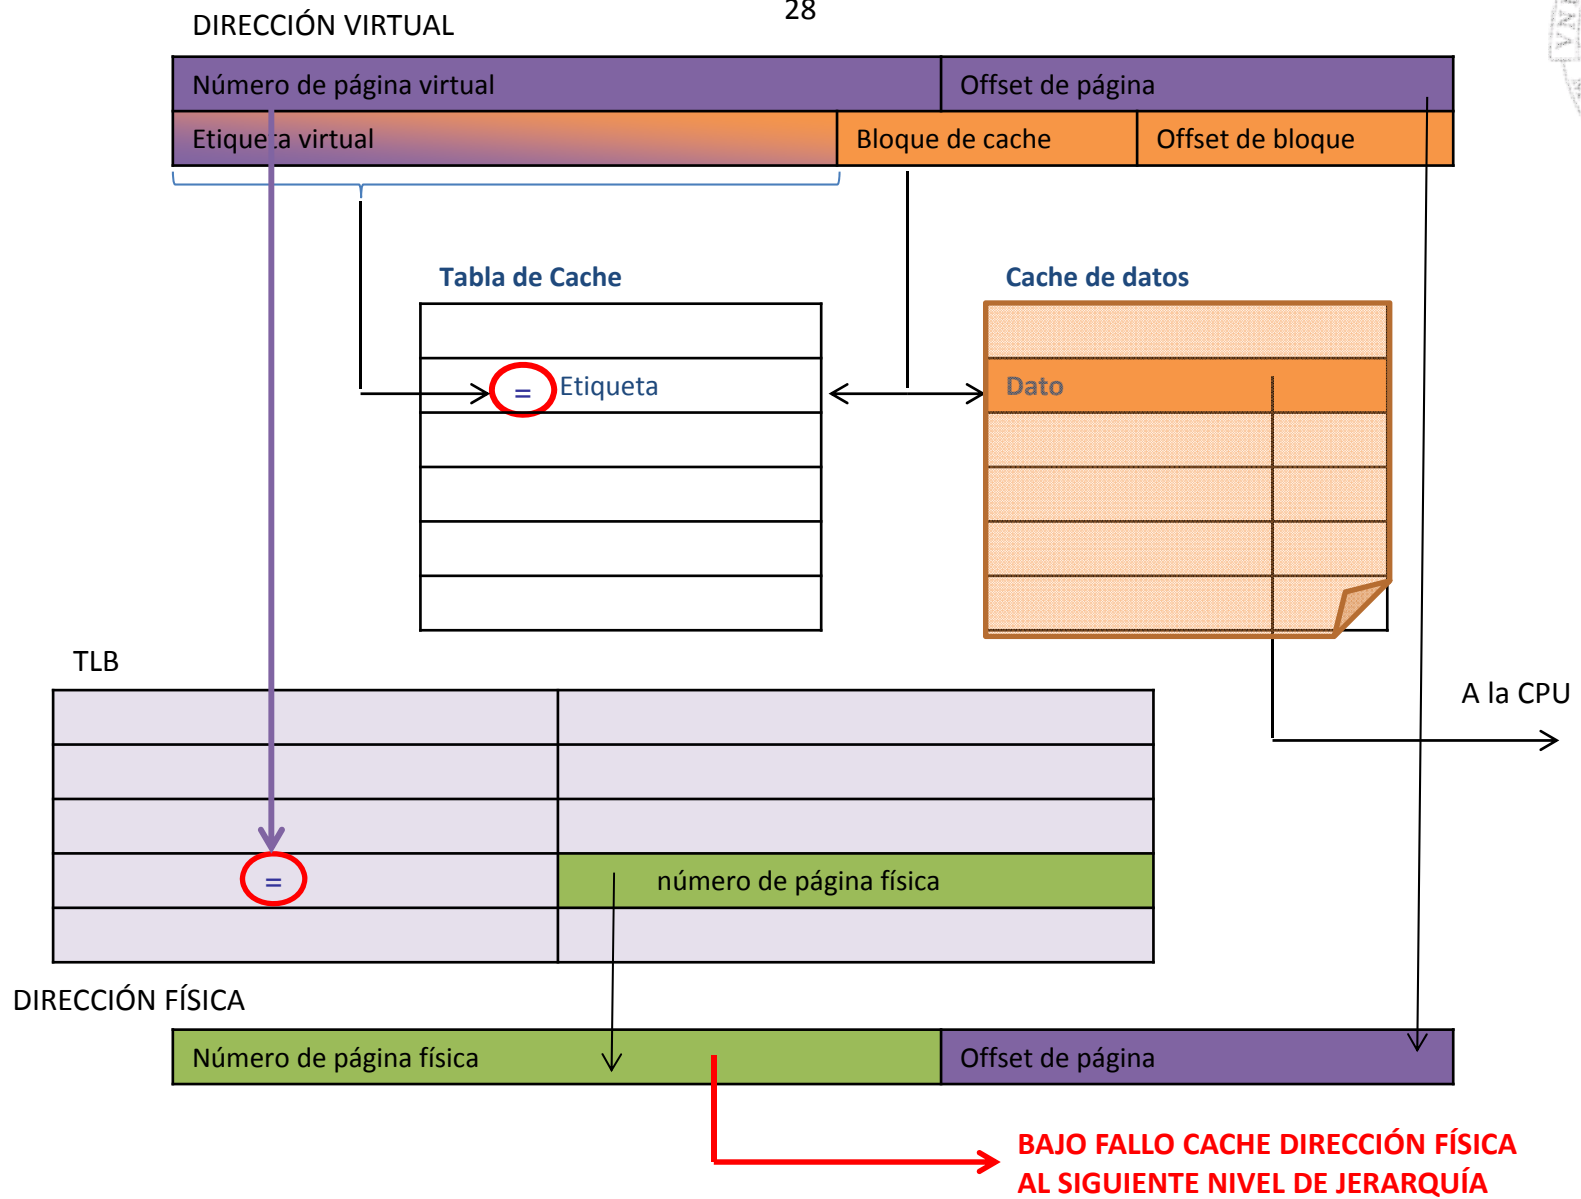 28
DIRECCIÓN VIRTUAL
Número de página virtual
Offset de página
Etiqueta virtual
Bloque de cache
Offset de bloque
Tabla de Cache
Cache de datos
= Etiqueta
Dato
TLB
A la CPU
=
número de página física
DIRECCIÓN FÍSICA
Número de página física
Offset de página
BAJO FALLO CACHE DIRECCIÓN FÍSICA
AL SIGUIENTE NIVEL DE JERARQUÍA